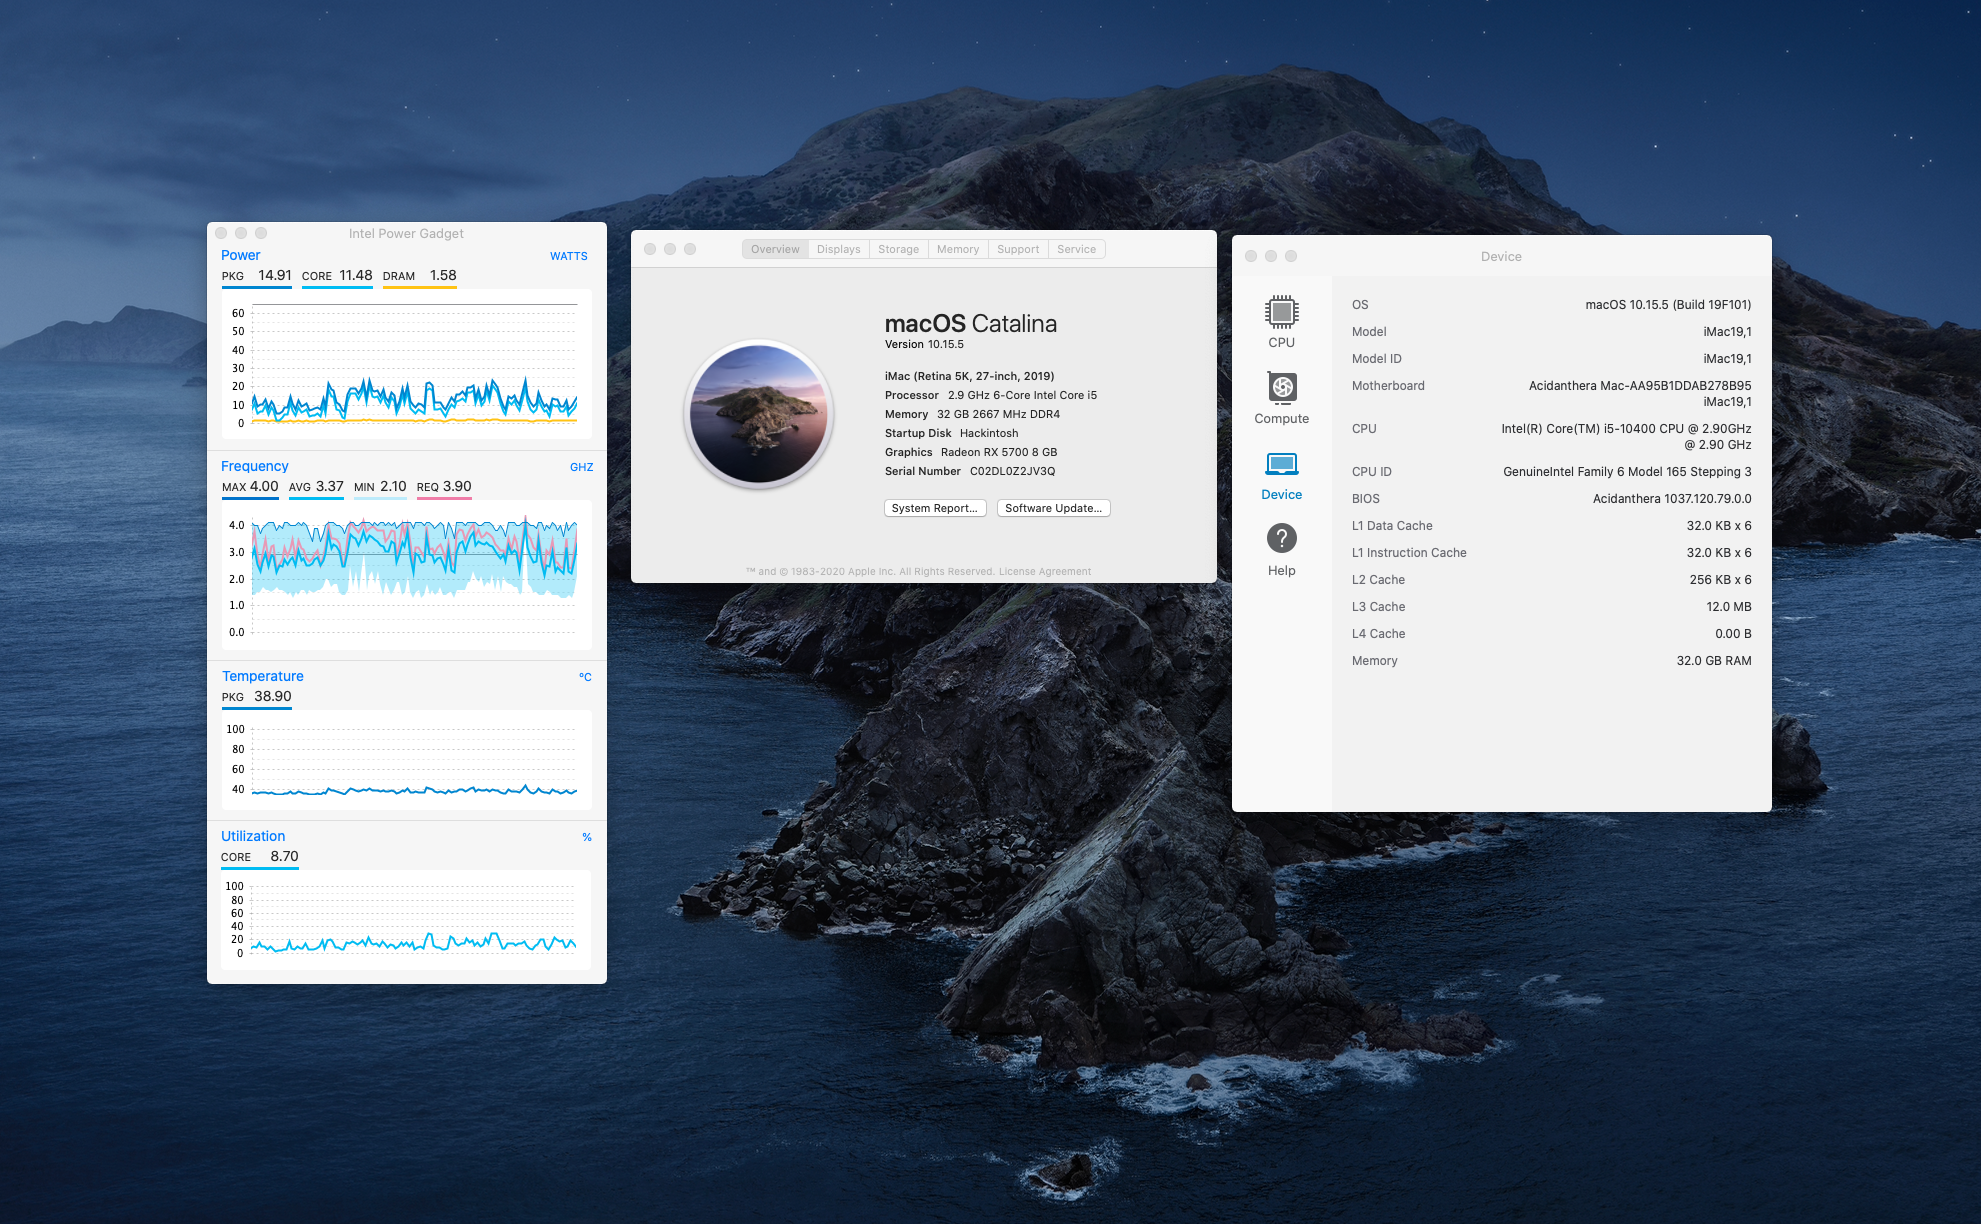 Intel Power Gadget
Power WATTS
PKG 14.91 CORE 11.48 DRAM 1.58
60
50
40
30
20
10
0
Frequency GHZ
MAX 4.00 AVG 3.37 MIN 2.10 REQ 3.90
4.0
3.0
2.0
1.0
0.0
Temperature ºC
PKG 38.90
100
80
60
40
Utilization %
CORE 8.70
100
80
60
40
20
0
Overview Displays Storage Memory Support Service
macOS Catalina
Version 10.15.5
iMac (Retina 5K, 27-inch, 2019)
Processor 2.9 GHz 6-Core Intel Core i5
Memory 32 GB 2667 MHz DDR4
Startup Disk Hackintosh
Graphics Radeon RX 5700 8 GB
Serial Number C02DL0Z2JV3Q
System Report... Software Update...
™ and © 1983-2020 Apple Inc. All Rights Reserved. License Agreement
Device
CPU
Compute
Device
Help
OS macOS 10.15.5 (Build 19F101)
Model iMac19,1
Model ID iMac19,1
Motherboard Acidanthera Mac-AA95B1DDAB278B95
iMac19,1
CPU Intel(R) Core(TM) i5-10400 CPU @ 2.90GHz
@ 2.90 GHz
CPU ID GenuineIntel Family 6 Model 165 Stepping 3
BIOS Acidanthera 1037.120.79.0.0
L1 Data Cache 32.0 KB x 6
L1 Instruction Cache 32.0 KB x 6
L2 Cache 256 KB x 6
L3 Cache 12.0 MB
L4 Cache 0.00 B
Memory 32.0 GB RAM